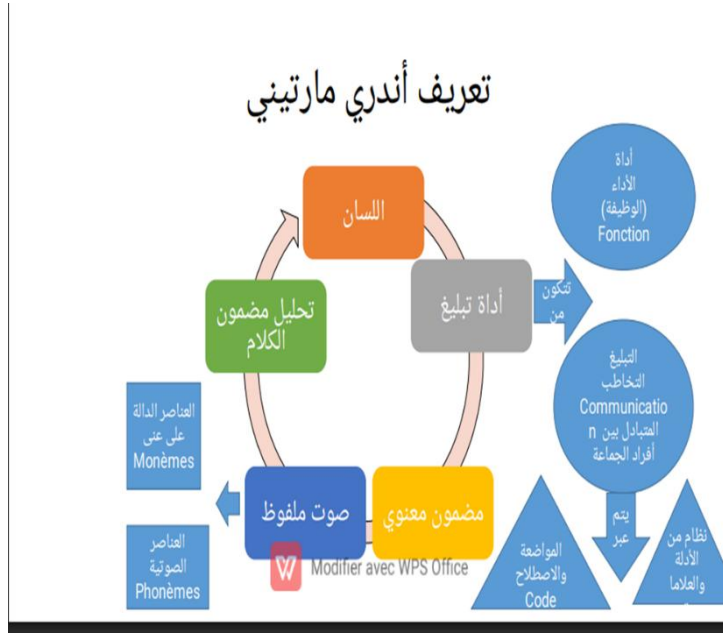 تعريف أندري مارتيني
اللسان
أداة تبليغ
مضمون معنوي
صوت ملفوظ
تحليل مضمون
الكلام
تتكون
من
أداة
الأداء
(الوظيفة)
Fonction
التبليغ
التخاطب
Communicatio
المتبادل بين n
أفراد الجماعة
يتم
عبر
نظام من
الأدلة
والعلاما
المواضعة
والاصطلاح
Code
العناصر الدالة
على عنى
Monèmes
العناصر
الصوتية
Phonèmes
Modifier avec WPS Office